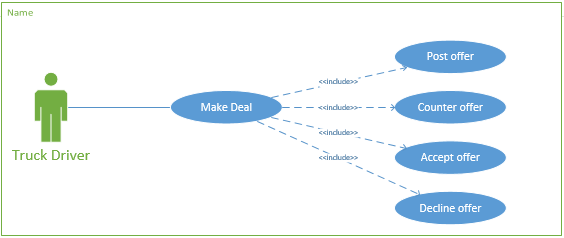 Name
Post offer
<<include>>
Make Deal
<<include>>
Counter offer
<<include>>
Truck Driver
<<include>>
Accept offer
Decline offer